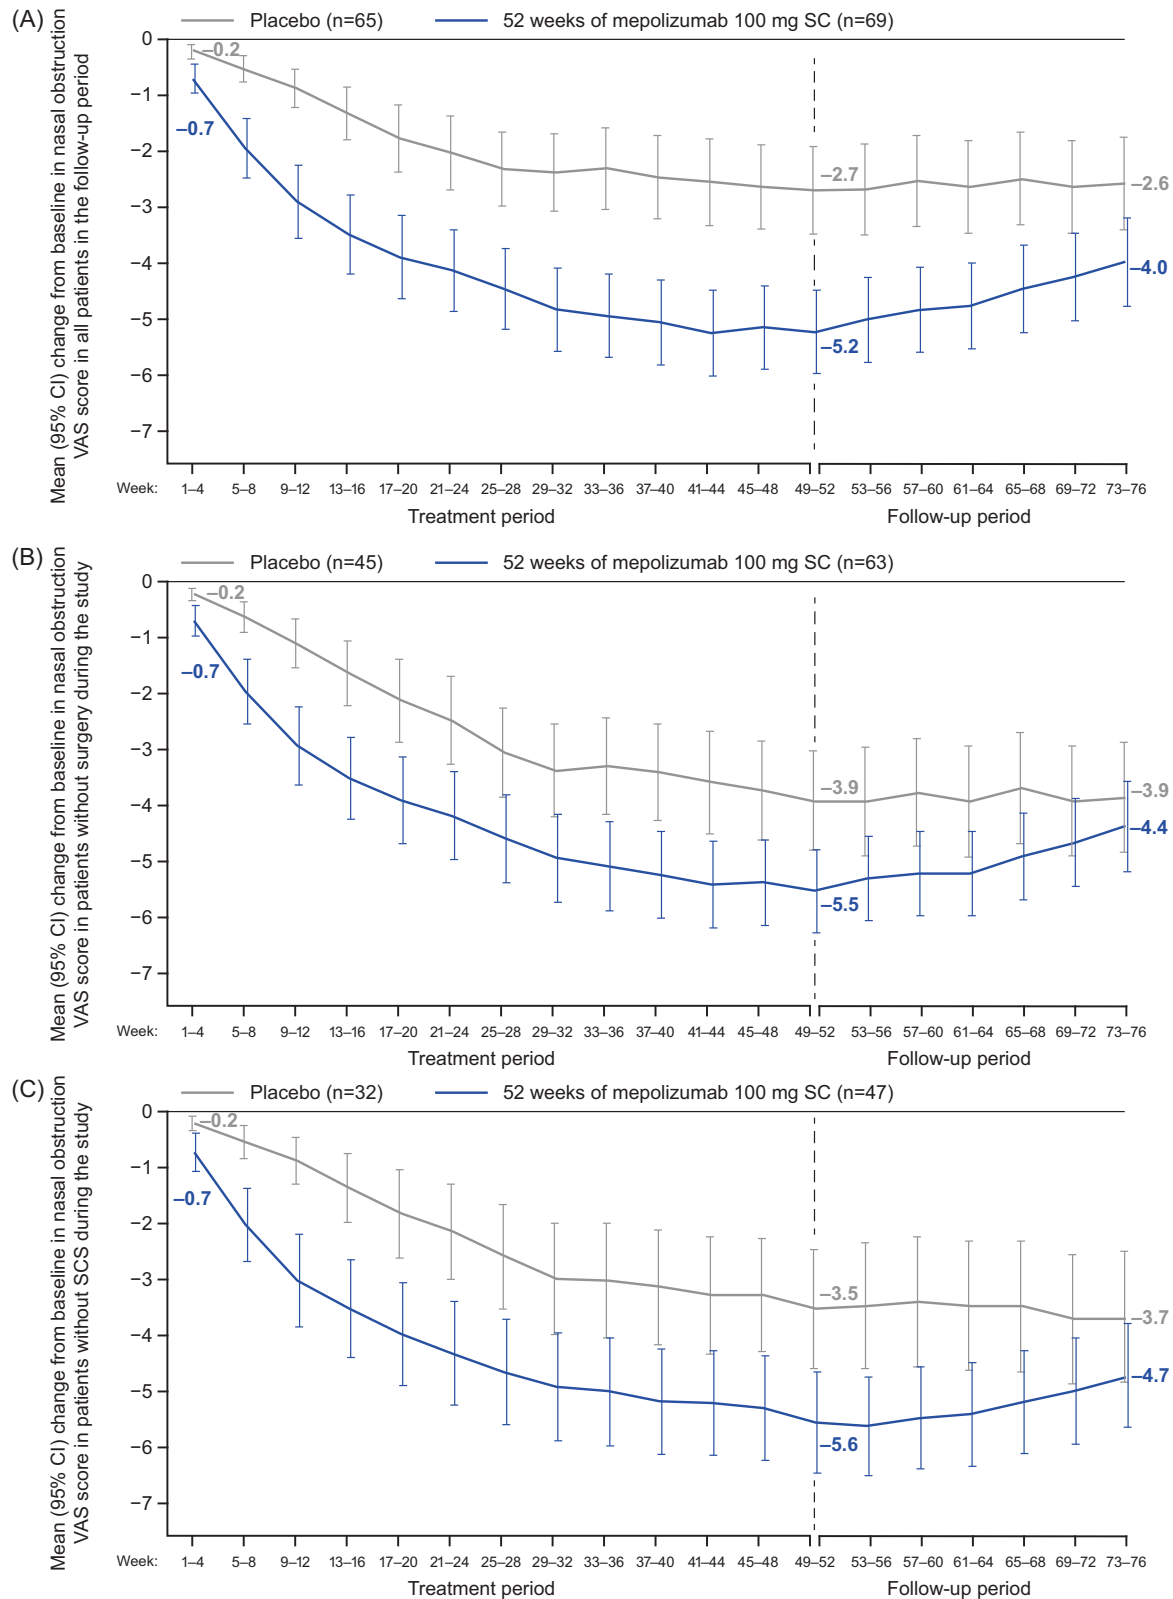 (A)
Placebo (n=65)
52 weeks of mepolizumab 100 mg SC (n=69)
Mean (95% CI) change from baseline in nasal obstruction
VAS score in all patients in the follow-up period
0
−1
−2
−3
−4
−5
−6
−7
–0.2
–0.7
–2.7
–5.2
–2.6
–4.0
Week: 1–4 5–8 9–12 13–16 17–20 21–24 25–28 29–32 33–36 37–40 41–44 45–48 49–52 53–56 57–60 61–64 65–68 69–72 73–76
Treatment period
Follow-up period
(B)
Placebo (n=45)
52 weeks of mepolizumab 100 mg SC (n=63)
Mean (95% CI) change from baseline in nasal obstruction
VAS score in patients without surgery during the study
0
−1
−2
−3
−4
−5
−6
−7
–0.2
–0.7
–3.9
–5.5
–3.9
–4.4
Week: 1–4 5–8 9–12 13–16 17–20 21–24 25–28 29–32 33–36 37–40 41–44 45–48 49–52 53–56 57–60 61–64 65–68 69–72 73–76
Treatment period
Follow-up period
(C)
Placebo (n=32)
52 weeks of mepolizumab 100 mg SC (n=47)
Mean (95% CI) change from baseline in nasal obstruction
VAS score in patients without SCS during the study
0
−1
−2
−3
−4
−5
−6
−7
–0.2
–0.7
–3.5
–5.6
–3.7
–4.7
Week: 1–4 5–8 9–12 13–16 17–20 21–24 25–28 29–32 33–36 37–40 41–44 45–48 49–52 53–56 57–60 61–64 65–68 69–72 73–76
Treatment period
Follow-up period